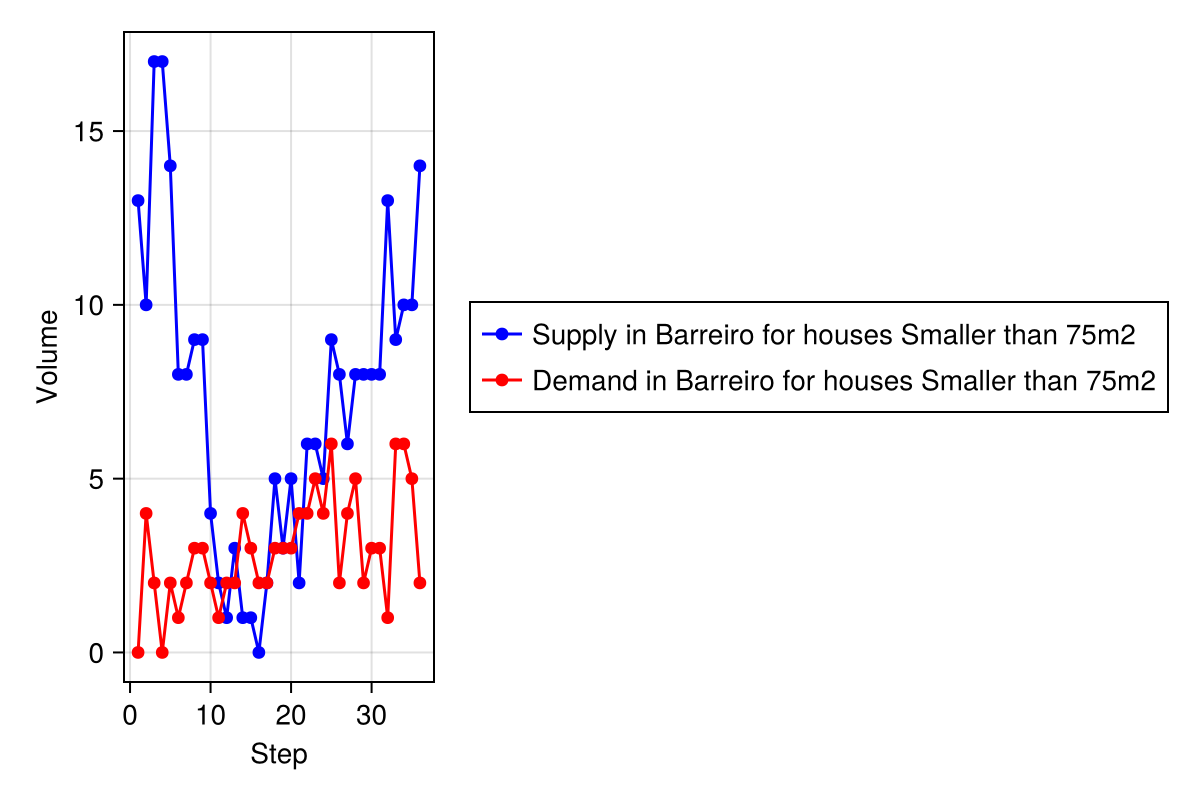 15
10
5
0
Volume
0 10 20 30
Step
Supply in Barreiro for houses Smaller than 75m2
Demand in Barreiro for houses Smaller than 75m2